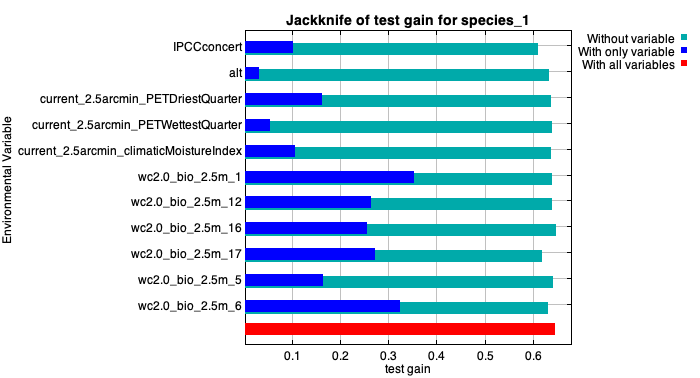 Jackknife of test gain for species_1
Without variable
With only variable
With all variables
Environmental Variable
IPCCconcert
alt
current_2.5arcmin_PETDriestQuarter
current_2.5arcmin_PETWettestQuarter
current_2.5arcmin_climaticMoistureIndex
wc2.0_bio_2.5m_1
wc2.0_bio_2.5m_12
wc2.0_bio_2.5m_16
wc2.0_bio_2.5m_17
wc2.0_bio_2.5m_5
wc2.0_bio_2.5m_6
0.1 0.2 0.3 0.4 0.5 0.6
test gain